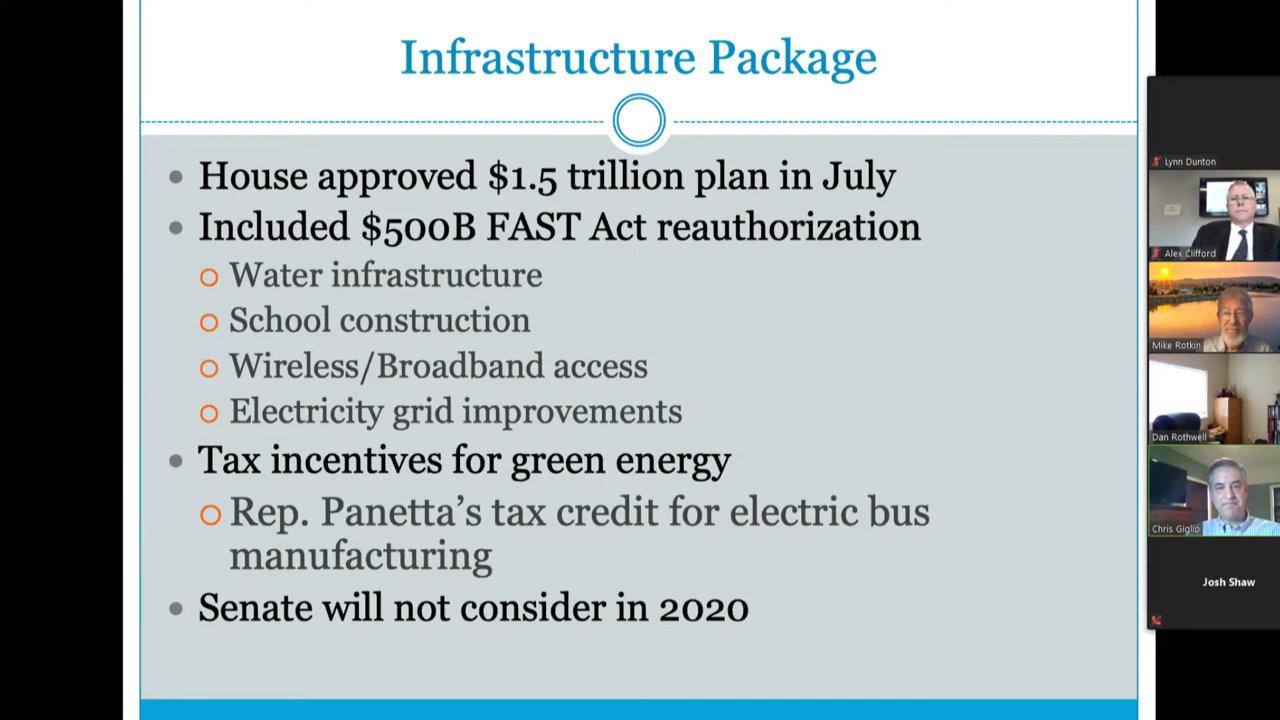 Infrastructure Package
• House approved $1.5 trillion plan in July
• Included $500B FAST Act reauthorization
o Water infrastructure
o School construction
o Wireless/Broadband access
o Electricity grid improvements
• Tax incentives for green energy
o Rep. Panetta's tax credit for electric bus
manufacturing
• Senate will not consider in 2020
Lynn Dunton
Alex Clifford
Mike Rotkin
Dan Rothwell
Chris Giglio
Josh Shaw